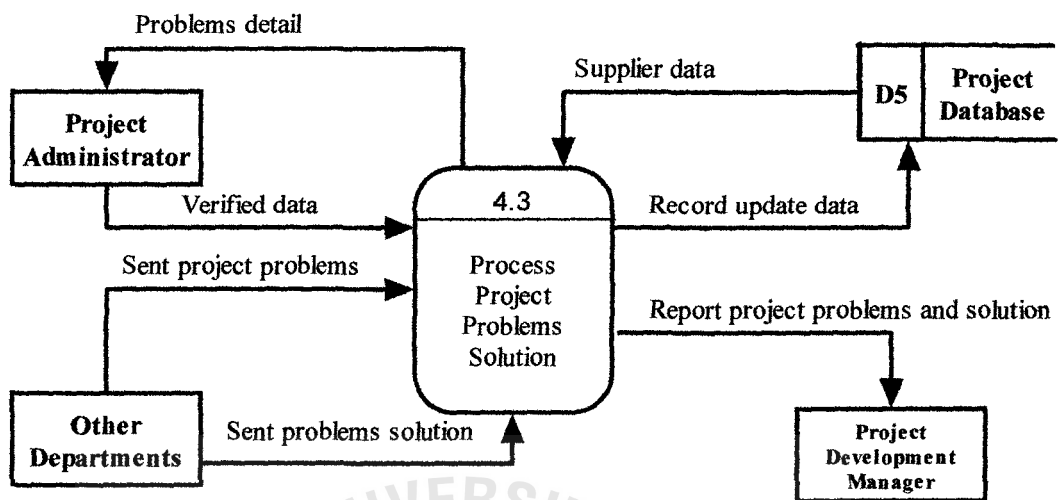 Problems detail
Supplier data
D5
Project
Database
Project
Administrator
4.3
Verified data
Record update data
Sent project problems
Process
Project
Problems
Solution
Report project problems and solution
Other
Departments
Sent problems solution
Project
Development
Manager